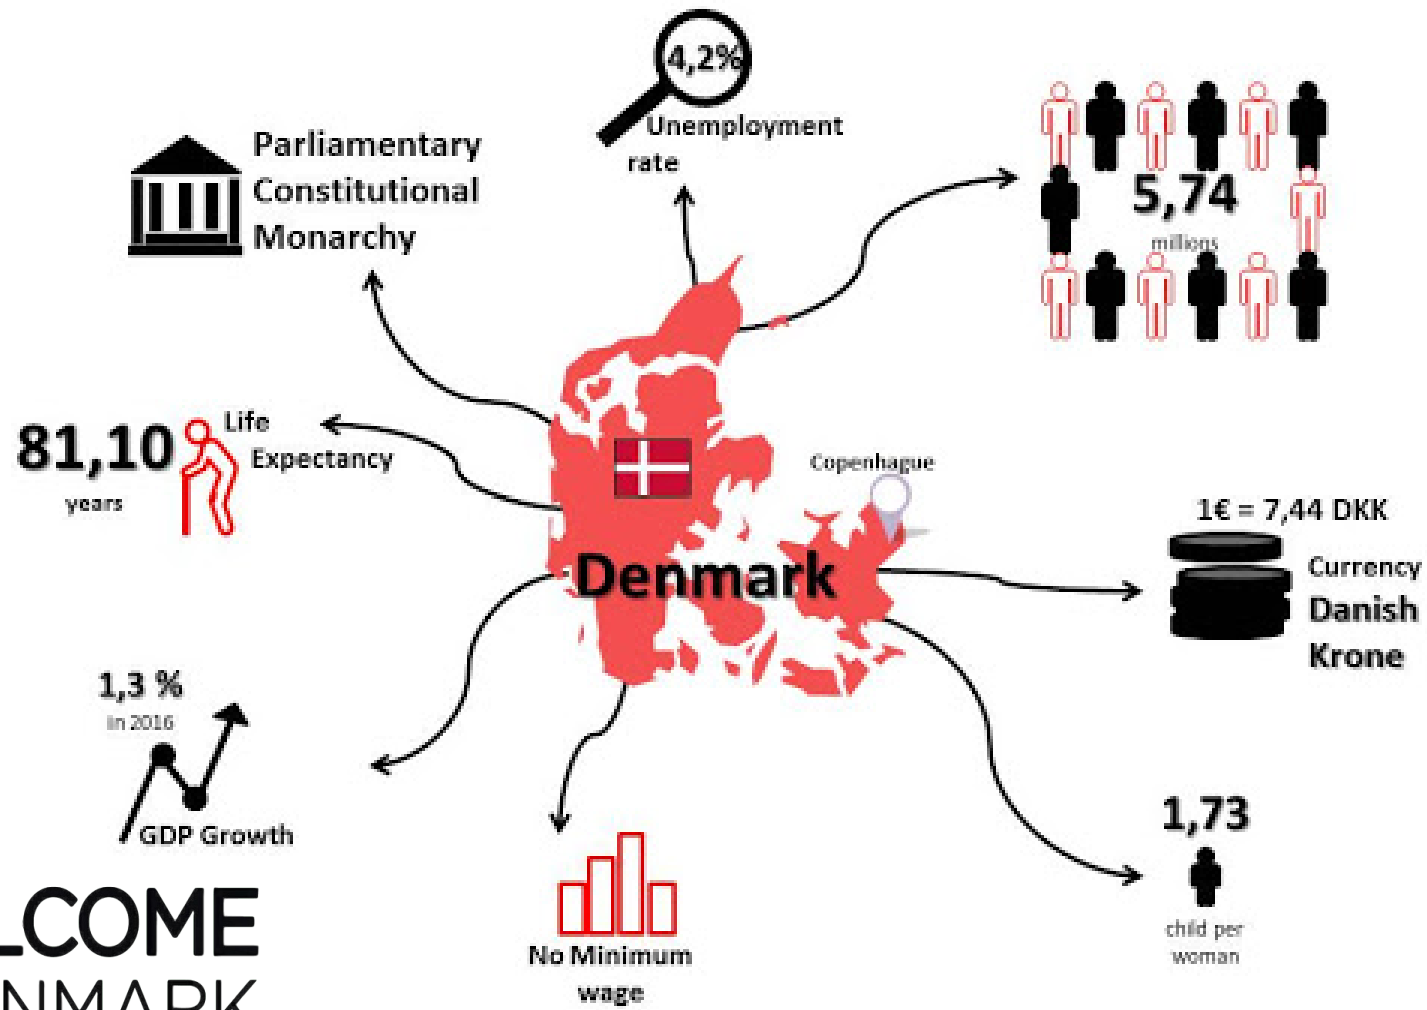 4,2%
Unemployment
rate
Parliamentary
Constitutional
Monarchy
5,74
millions
81,10
years
Life
Expectancy
Copenhague
Denmark
1€ = 7,44 DKK
Currency
Danish
Krone
1,3 %
in 2016
GDP Growth
No Minimum
wage
1,73
child per
woman
LCOME
NMARK